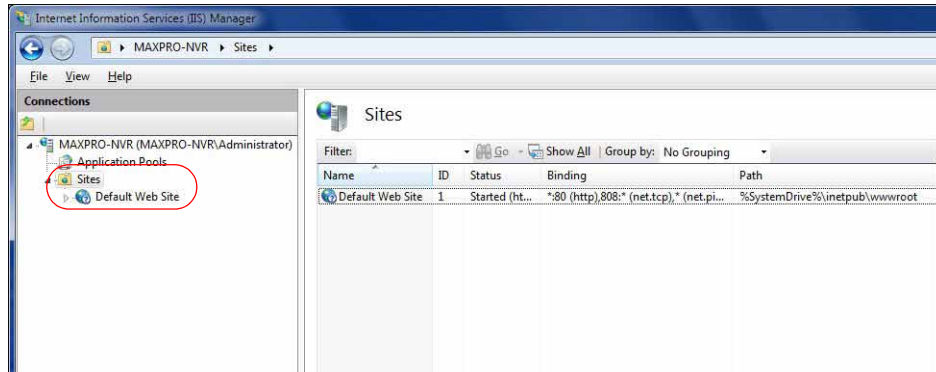 Internet Information Services (IIS) Manager
MAXPRO-NVR Sites
File View Help
Connections
MAXPRO-NVR (MAXPRO-NVR\Administrator)
Application Pools
Sites
Default Web Site
Sites
Filter: Go Show All Group by: No Grouping
Name ID Status Binding Path
Default Web Site 1 Started (ht... *:80 (http),808:* (net.tcp),* (net.pi... %SystemDrive%\inetpub\wwwroot